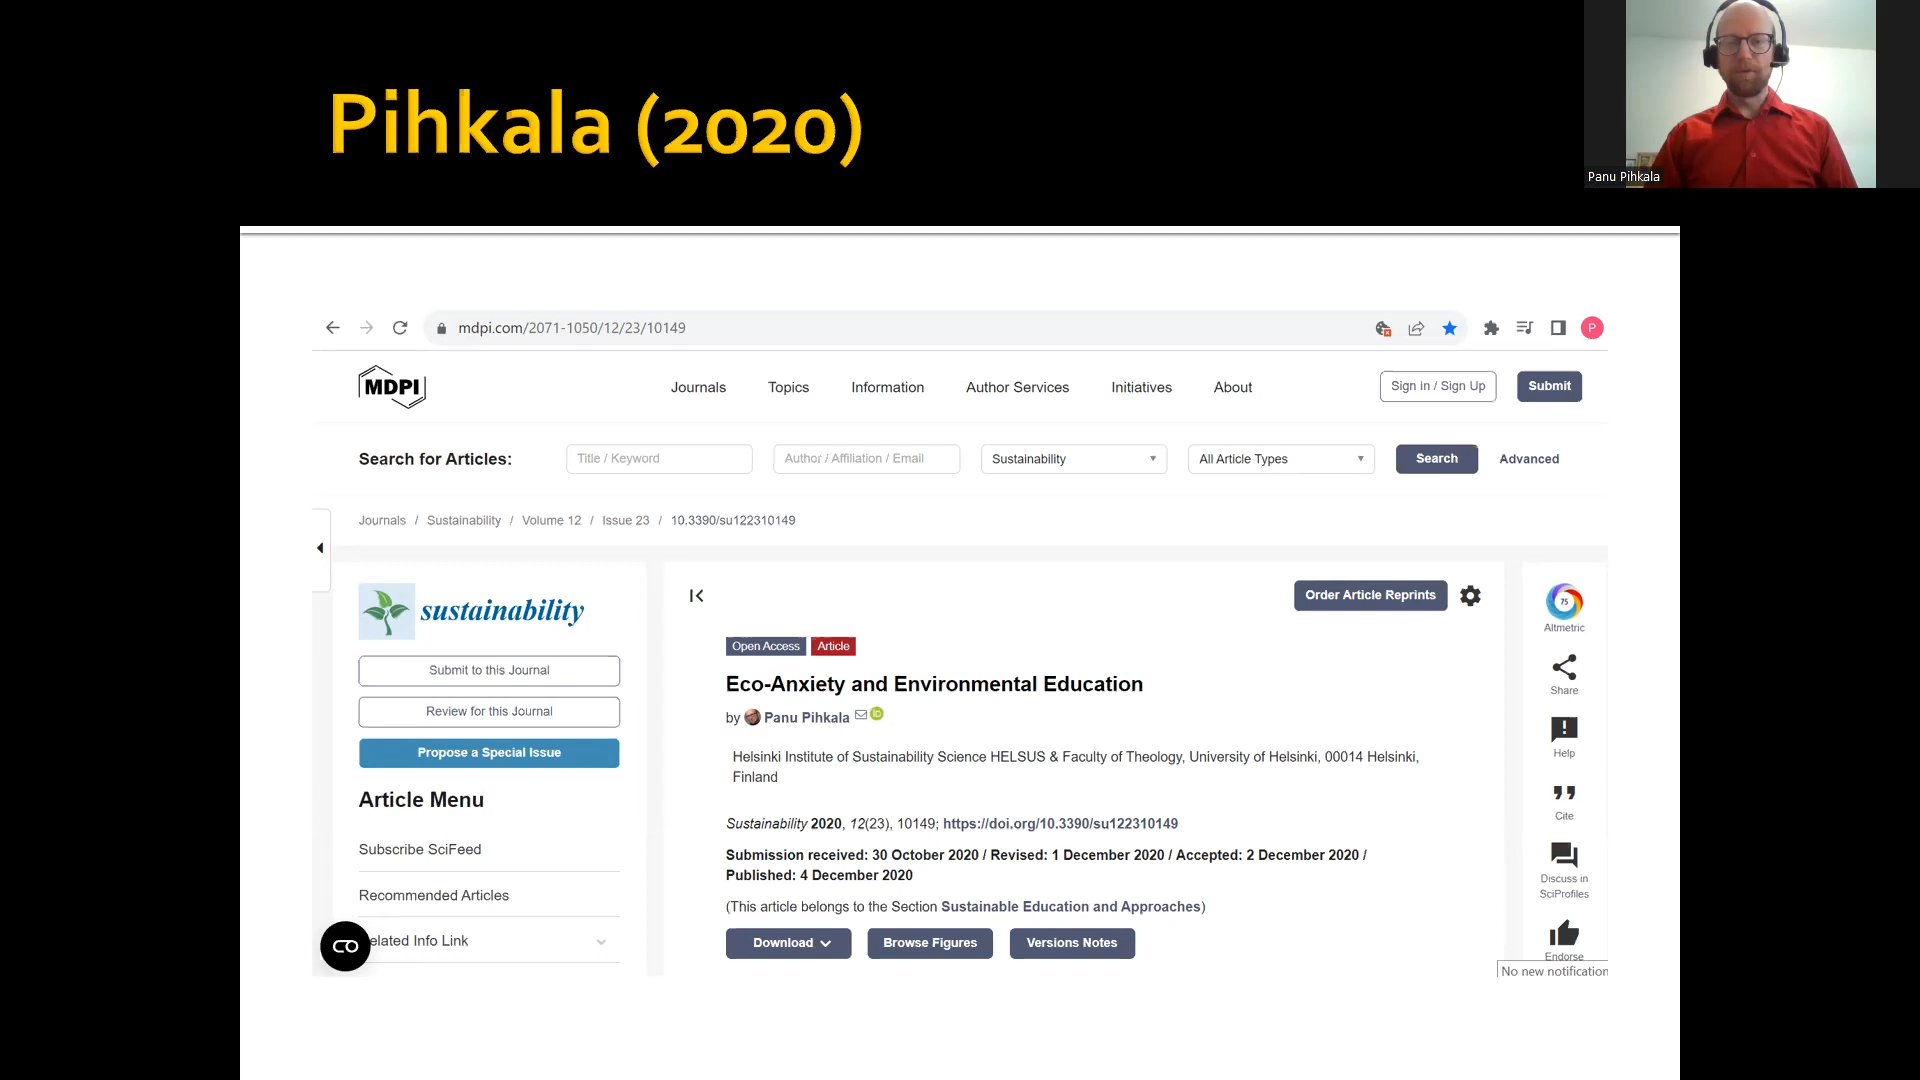 Pihkala (2020)
Panu Pihkala
mdpi.com/2071-1050/12/23/10149
P
MDPI
Journals Topics Information Author Services Initiatives About
Sign in / Sign Up Submit
Search for Articles:
Title / Keyword
Author / Affiliation / Email
Sustainability
All Article Types
Search
Advanced
Journals / Sustainability / Volume 12 / Issue 23 / 10.3390/su122310149
sustainability
Submit to this Journal
Review for this Journal
Propose a Special Issue
Article Menu
Subscribe SciFeed
Recommended Articles
elated Info Link
Order Article Reprints
Open Access Article
Eco-Anxiety and Environmental Education
by Panu Pihkala iD
Helsinki Institute of Sustainability Science HELSUS & Faculty of Theology, University of Helsinki, 00014 Helsinki,
Finland
Sustainability 2020, 12(23), 10149; https://doi.org/10.3390/su122310149
Submission received: 30 October 2020 / Revised: 1 December 2020 / Accepted: 2 December 2020 /
Published: 4 December 2020
(This article belongs to the Section Sustainable Education and Approaches)
Download
Browse Figures
Versions Notes
75
Altmetric
Share
Help
Cite
Discuss in
SciProfiles
Endorse
No new notification